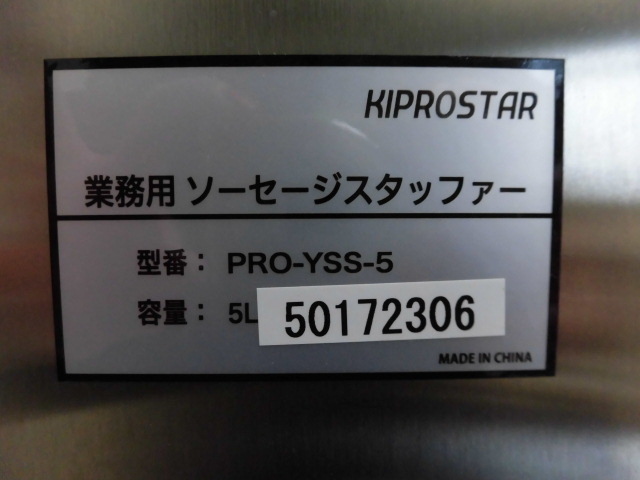 KIPROSTAR
業務用 ソーセージスタッファー
型番： PRO-YSS-5
容量： 5L
50172306
MADE IN CHINA